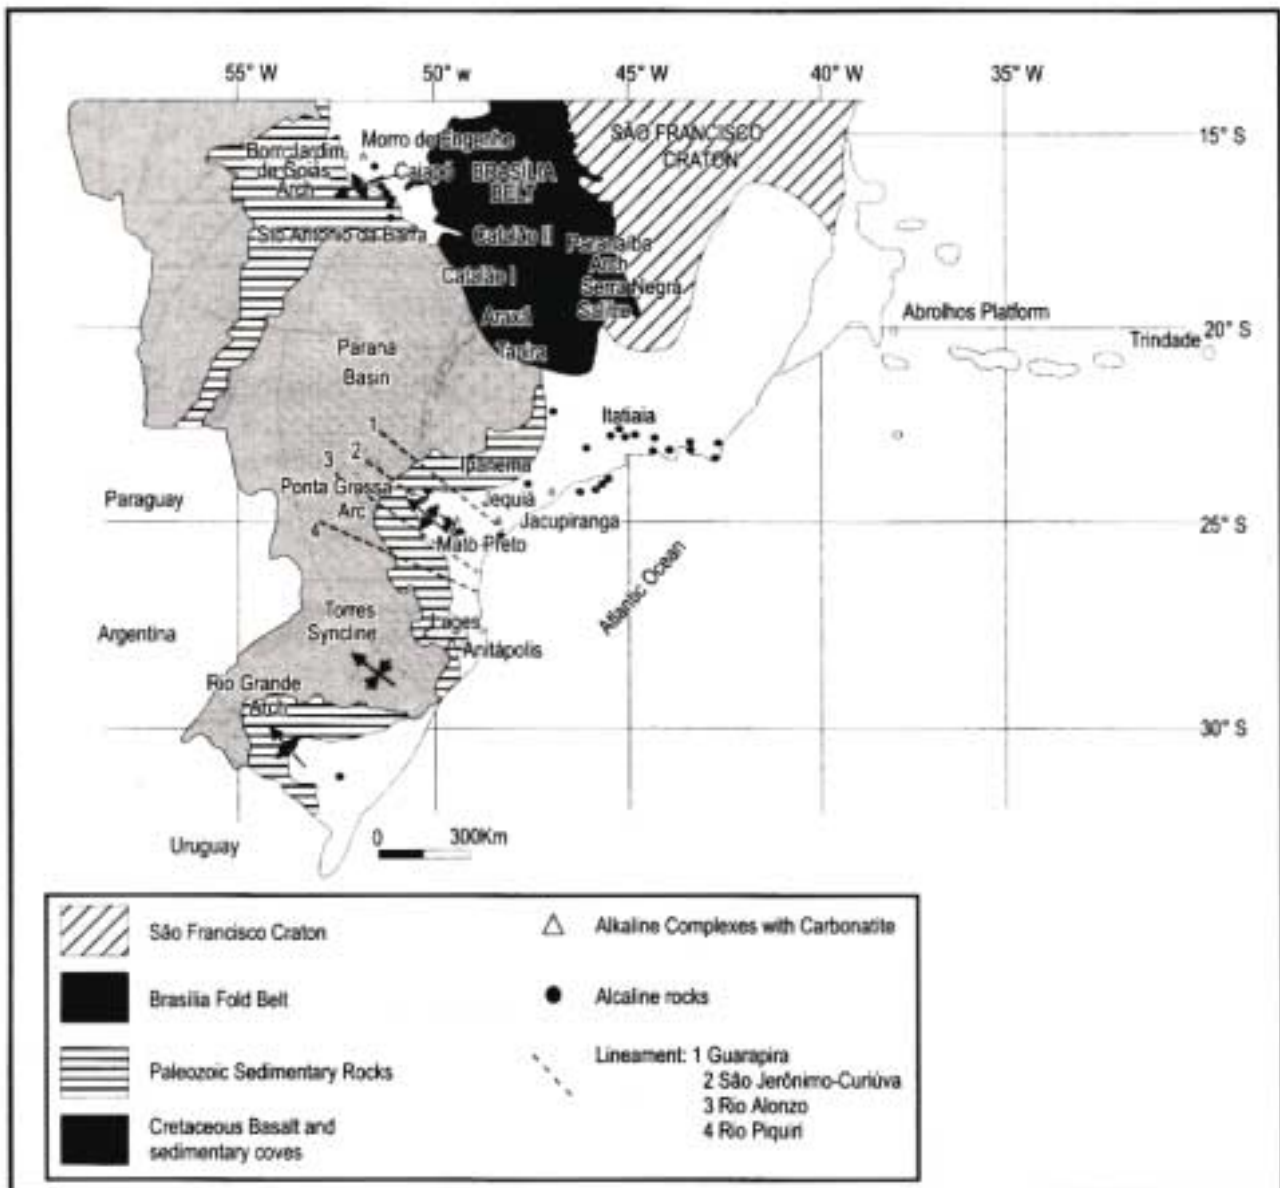 55° W
50° w
45° W
40° W
35° W
15° S
SÃO FRANCISCO
CRATON
Morro do Engenho
Bom Jardim
de Goiás
Arch
Caiapó
BRASÍLIA
BELT
Sto Antonio da Barra
Catalão II
Paranaíba
Arch
Catalão I
Serra Negra
Salitre
Araxá
Tapira
Abrolhos Platform
Trindade
20° S
Paraná
Basin
1
2
3
4
Itatiaia
Ipanema
Ponta Grassa
Arc
Jequiá
Jacupiranga
Mato Preto
Paraguay
25° S
Atlantic Ocean
Argentina
Torres
Syncline
Lages
Anitápolis
Rio Grande
Arch
30° S
Uruguay
0 300Km
São Francisco Craton
Brasilia Fold Belt
Paleozoic Sedimentary Rocks
Cretaceous Basalt and
sedimentary coves
Alkaline Complexes with Carbonatite
Alcaline rocks
Lineament: 1 Guarapira
2 São Jerônimo-Curiúva
3 Rio Alonzo
4 Rio Piquiri